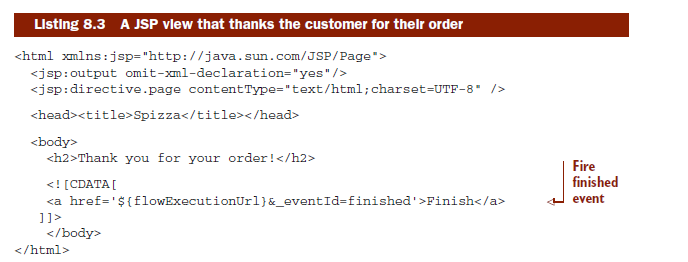 Listing 8.3 A JSP view that thanks the customer for their order
<html xmlns:jsp="http://java.sun.com/JSP/Page">
<jsp:output omit-xml-declaration="yes"/>
<jsp:directive.page contentType="text/html;charset=UTF-8" />
<head><title>Spizza</title></head>
<body>
<h2>Thank you for your order!</h2>
<![CDATA[
<a href='${flowExecutionUrl}&_eventId=finished'>Finish</a>
]]>
</body>
</html>
Fire
finished
event